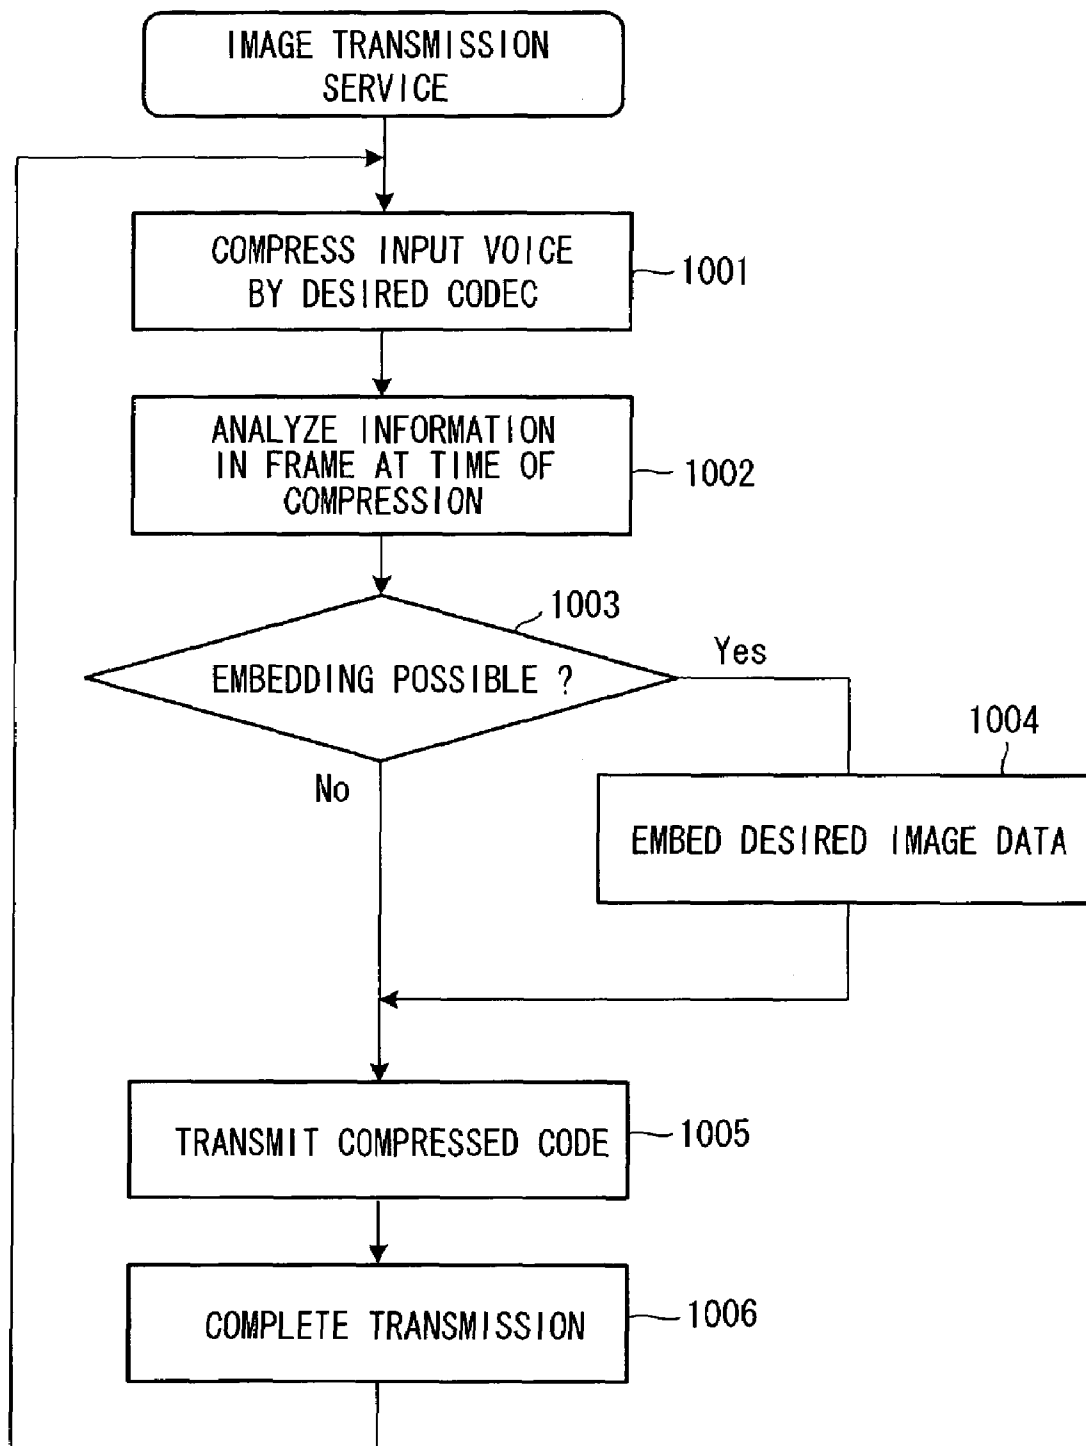 IMAGE TRANSMISSION
SERVICE
COMPRESS INPUT VOICE
BY DESIRED CODEC
1001
ANALYZE INFORMATION
IN FRAME AT TIME OF
COMPRESSION
1002
1003
EMBEDDING POSSIBLE ?
Yes
No
1004
EMBED DESIRED IMAGE DATA
TRANSMIT COMPRESSED CODE
1005
COMPLETE TRANSMISSION
1006